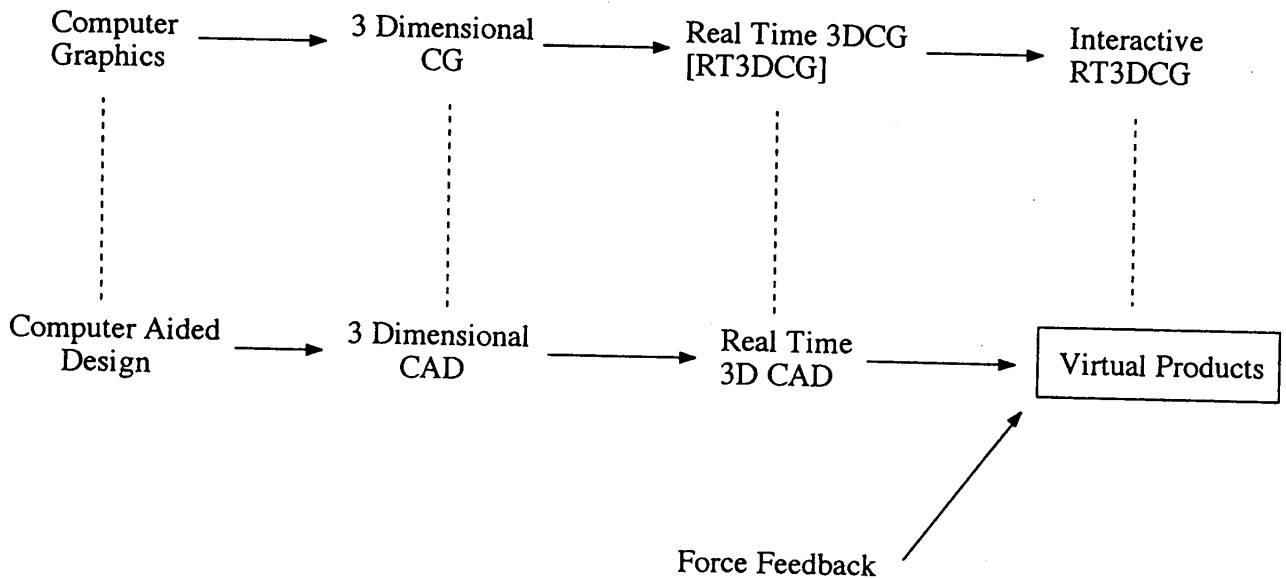 Computer
Graphics
3 Dimensional
CG
Real Time 3DCG
[RT3DCG]
Interactive
RT3DCG
Computer Aided
Design
3 Dimensional
CAD
Real Time
3D CAD
Virtual Products
Force Feedback